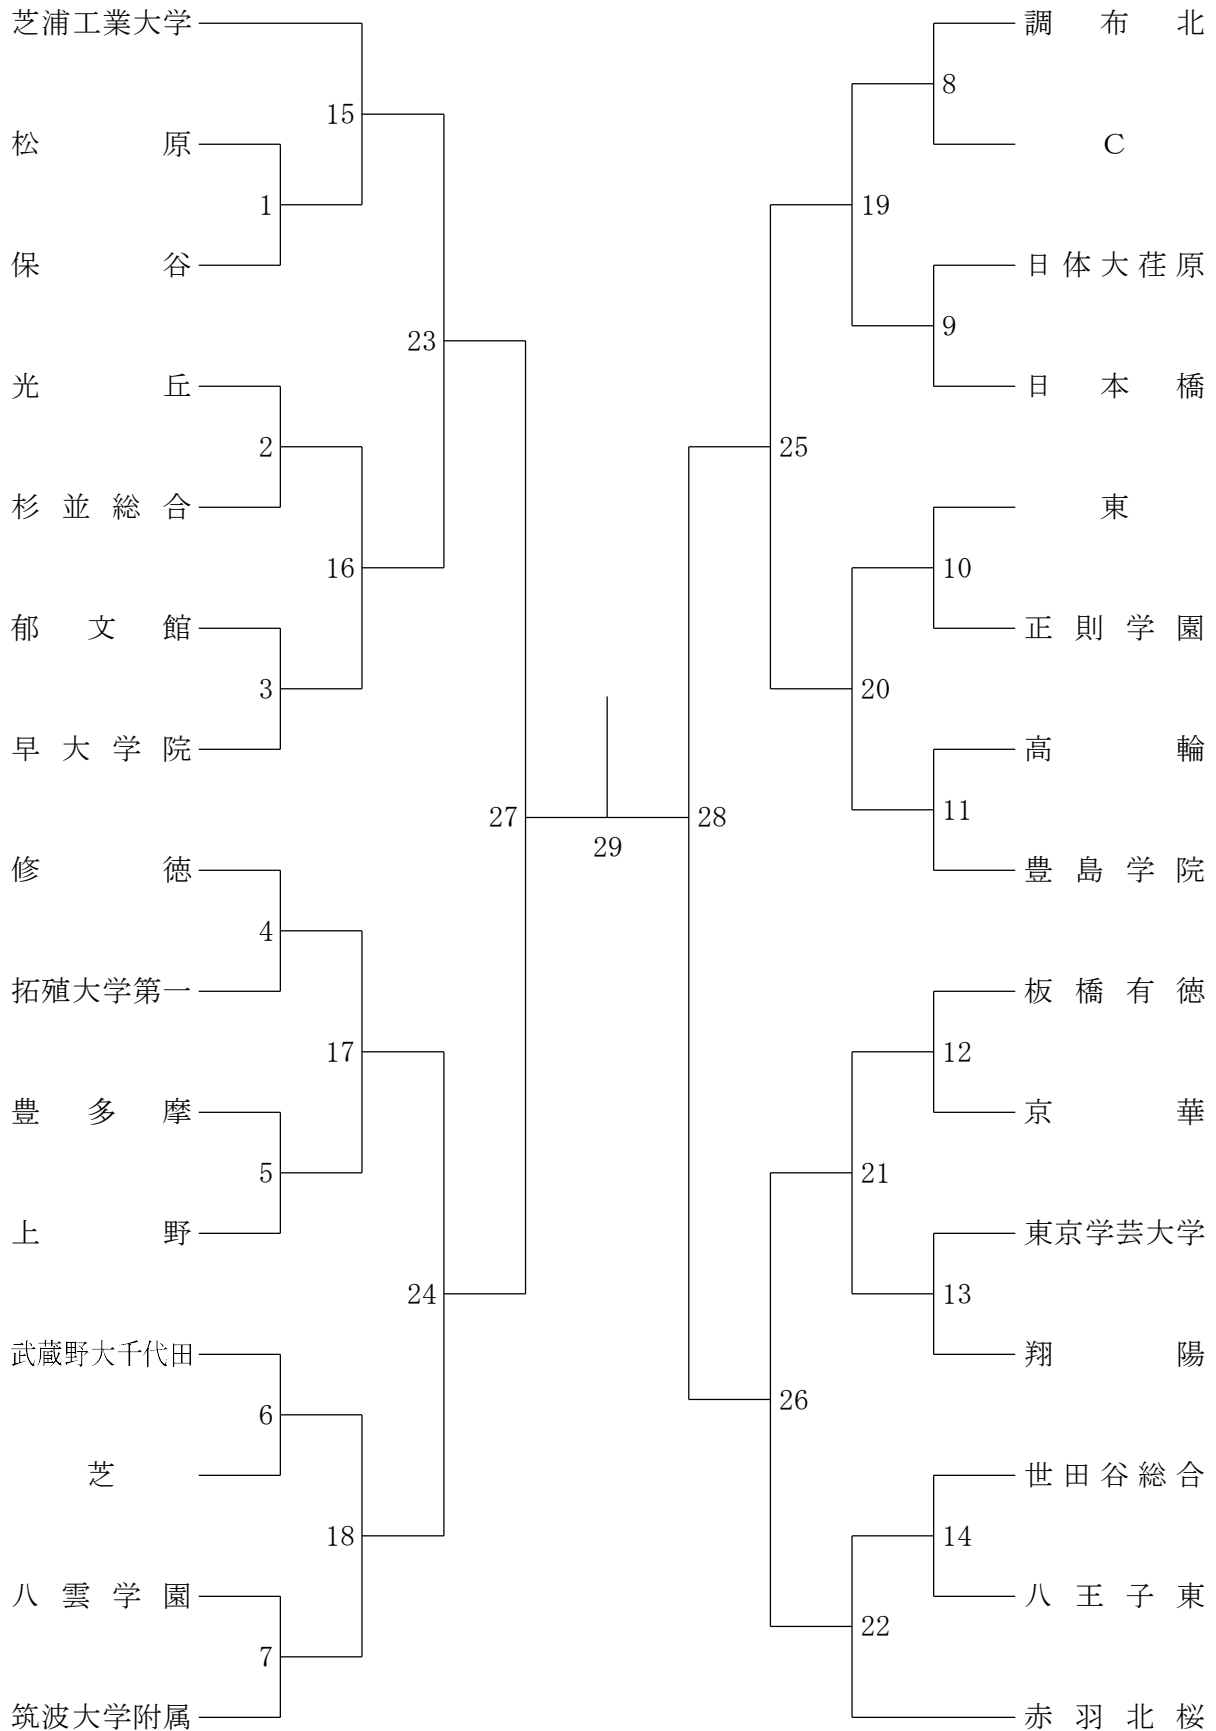 芝浦工業大学
15
松原
1
保谷
23
光丘
2
杉並総合
16
郁文館
3
早大学院
27
修徳
4
拓殖大学第一
17
豊多摩
5
上野
24
武蔵野大千代田
6
芝
18
八雲学園
7
筑波大学附属
29
28
調布北
8
C
19
日体大荏原
9
日本橋
25
東
10
正則学園
20
高輪
11
豊島学院
板橋有徳
12
京華
21
東京学芸大学
13
翔陽
26
世田谷総合
14
八王子東
22
赤羽北桜